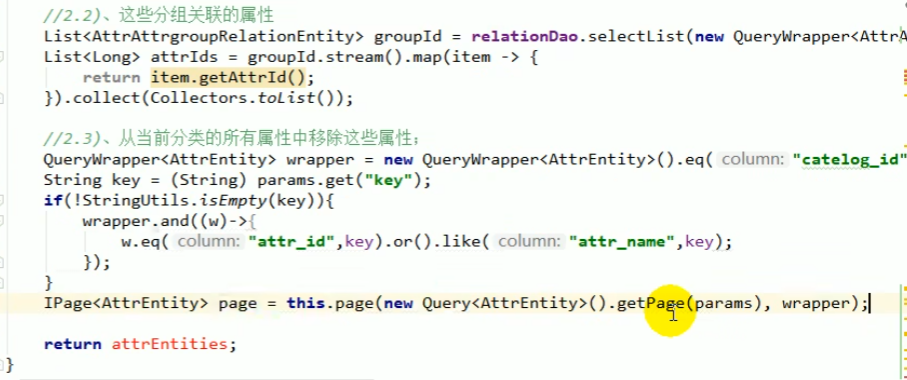 //2.2)、这些分组关联的属性
List<AttrAttrgroupRelationEntity> groupId = relationDao.selectList(new QueryWrapper<AttrA
List<Long> attrIds = groupId.stream().map(item -> {
return item.getAttrId();
}).collect(Collectors.toList());
//2.3)、从当前分类的所有属性中移除这些属性;
QueryWrapper<AttrEntity> wrapper = new QueryWrapper<AttrEntity>().eq( column: "catelog_id"
String key = (String) params.get("key");
if(!StringUtils.isEmpty(key)){
wrapper.and((w)->{
w.eq( column: "attr_id",key).or().like( column: "attr_name",key);
});
}
IPage<AttrEntity> page = this.page(new Query<AttrEntity>().getPage(params), wrapper);
return attrEntities;
}